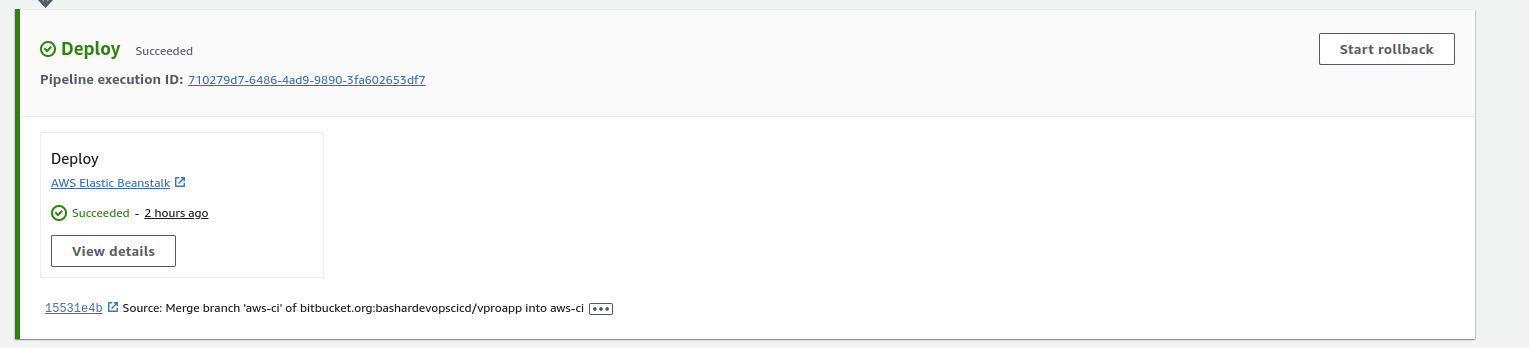 Deploy Succeeded
Start rollback
Pipeline execution ID: 710279d7-6486-4ad9-9890-3fa602653df7
Deploy
AWS Elastic Beanstalk
Succeeded - 2 hours ago
View details
15531e4b Source: Merge branch 'aws-ci' of bitbucket.org:bashardevopscicd/vproapp into aws-ci